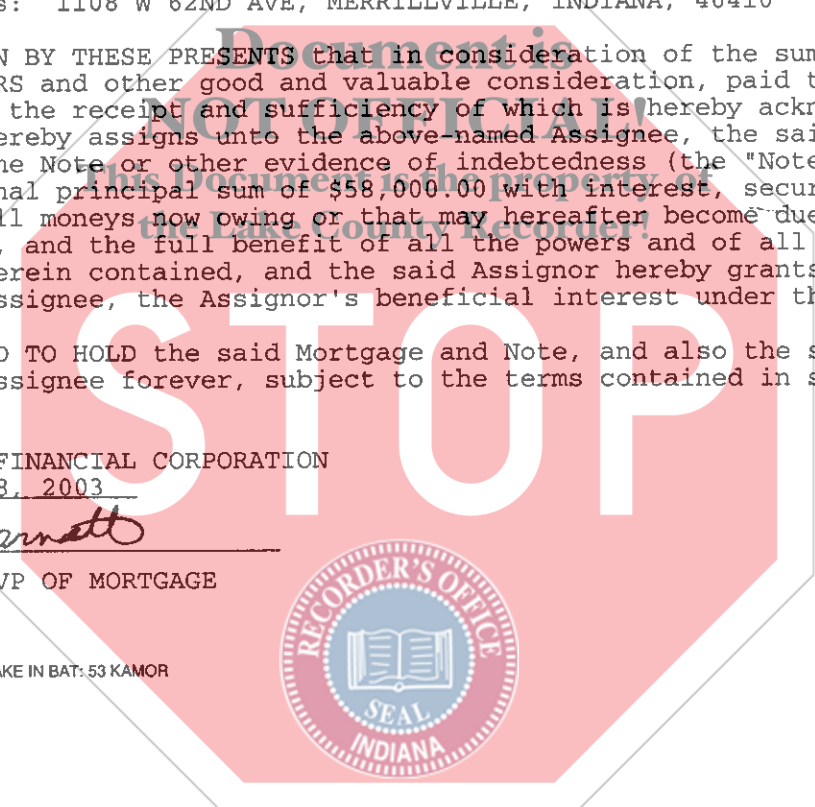 s: 1108 W 62ND AVE, MERRILLVILLE, INDIANA, 46410
N BY THESE PRESENTS that in consideration of the sum
RS and other good and valuable consideration, paid t
the receipt and sufficiency of which is hereby ackn
ereby assigns unto the above-named Assignee, the sai
he Note or other evidence of indebtedness (the "Note
nal principal sum of $58,000.00 with interest, secur
ll moneys now owing or that may hereafter become due
, and the full benefit of all the powers and of all
erein contained, and the said Assignor hereby grants
ssignee, the Assignor's beneficial interest under th
D TO HOLD the said Mortgage and Note, and also the s
ssignee forever, subject to the terms contained in s
FINANCIAL CORPORATION
8, 2003
arnett
VP OF MORTGAGE
AKE IN BAT: 53 KAMOR
Document is
NOT OFFICIAL!
This Document is the property of
the Lake County Recorder!
STOP
RECORDER'S OFFICE
SEAL
INDIANA